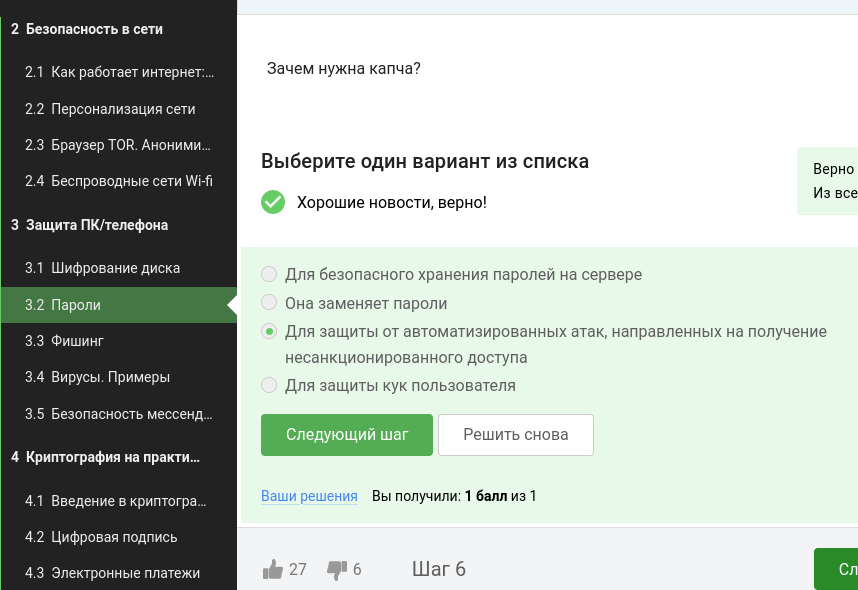 2 Безопасность в сети
2.1 Как работает интернет:...
2.2 Персонализация сети
2.3 Браузер TOR. Аноними...
2.4 Беспроводные сети Wi-fi
3 Защита ПК/телефона
3.1 Шифрование диска
3.2 Пароли
3.3 Фишинг
3.4 Вирусы. Примеры
3.5 Безопасность мессенд...
4 Криптография на практи...
4.1 Введение в криптогра...
4.2 Цифровая подпись
4.3 Электронные платежи
Зачем нужна капча?
Выберите один вариант из списка
Хорошие новости, верно!
Верно
Из все
Для безопасного хранения паролей на сервере
Она заменяет пароли
Для защиты от автоматизированных атак, направленных на получение
несанкционированного доступа
Для защиты кук пользователя
Следующий шаг
Решить снова
Ваши решения Вы получили: 1 балл из 1
27 6 Шаг 6
Сл